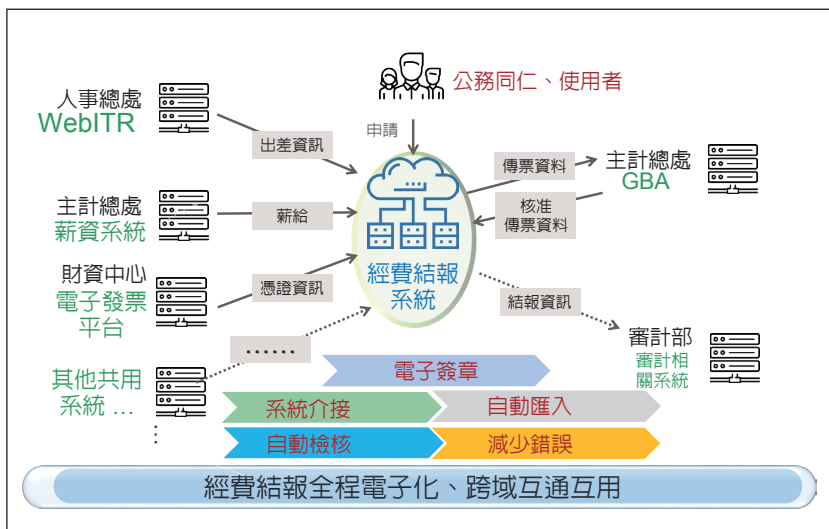 公務同仁、使用者
申請
人事總處
WebITR
出差資訊
主計總處
薪資系統
薪給
財資中心
電子發票
平台
憑證資訊
其他共用
系統 ...
......
經費結報
系統
傳票資料
核准
傳票資料
主計總處
GBA
結報資訊
審計部
審計相
關系統
電子簽章
系統介接
自動匯入
自動檢核
減少錯誤
經費結報全程電子化、跨域互通互用